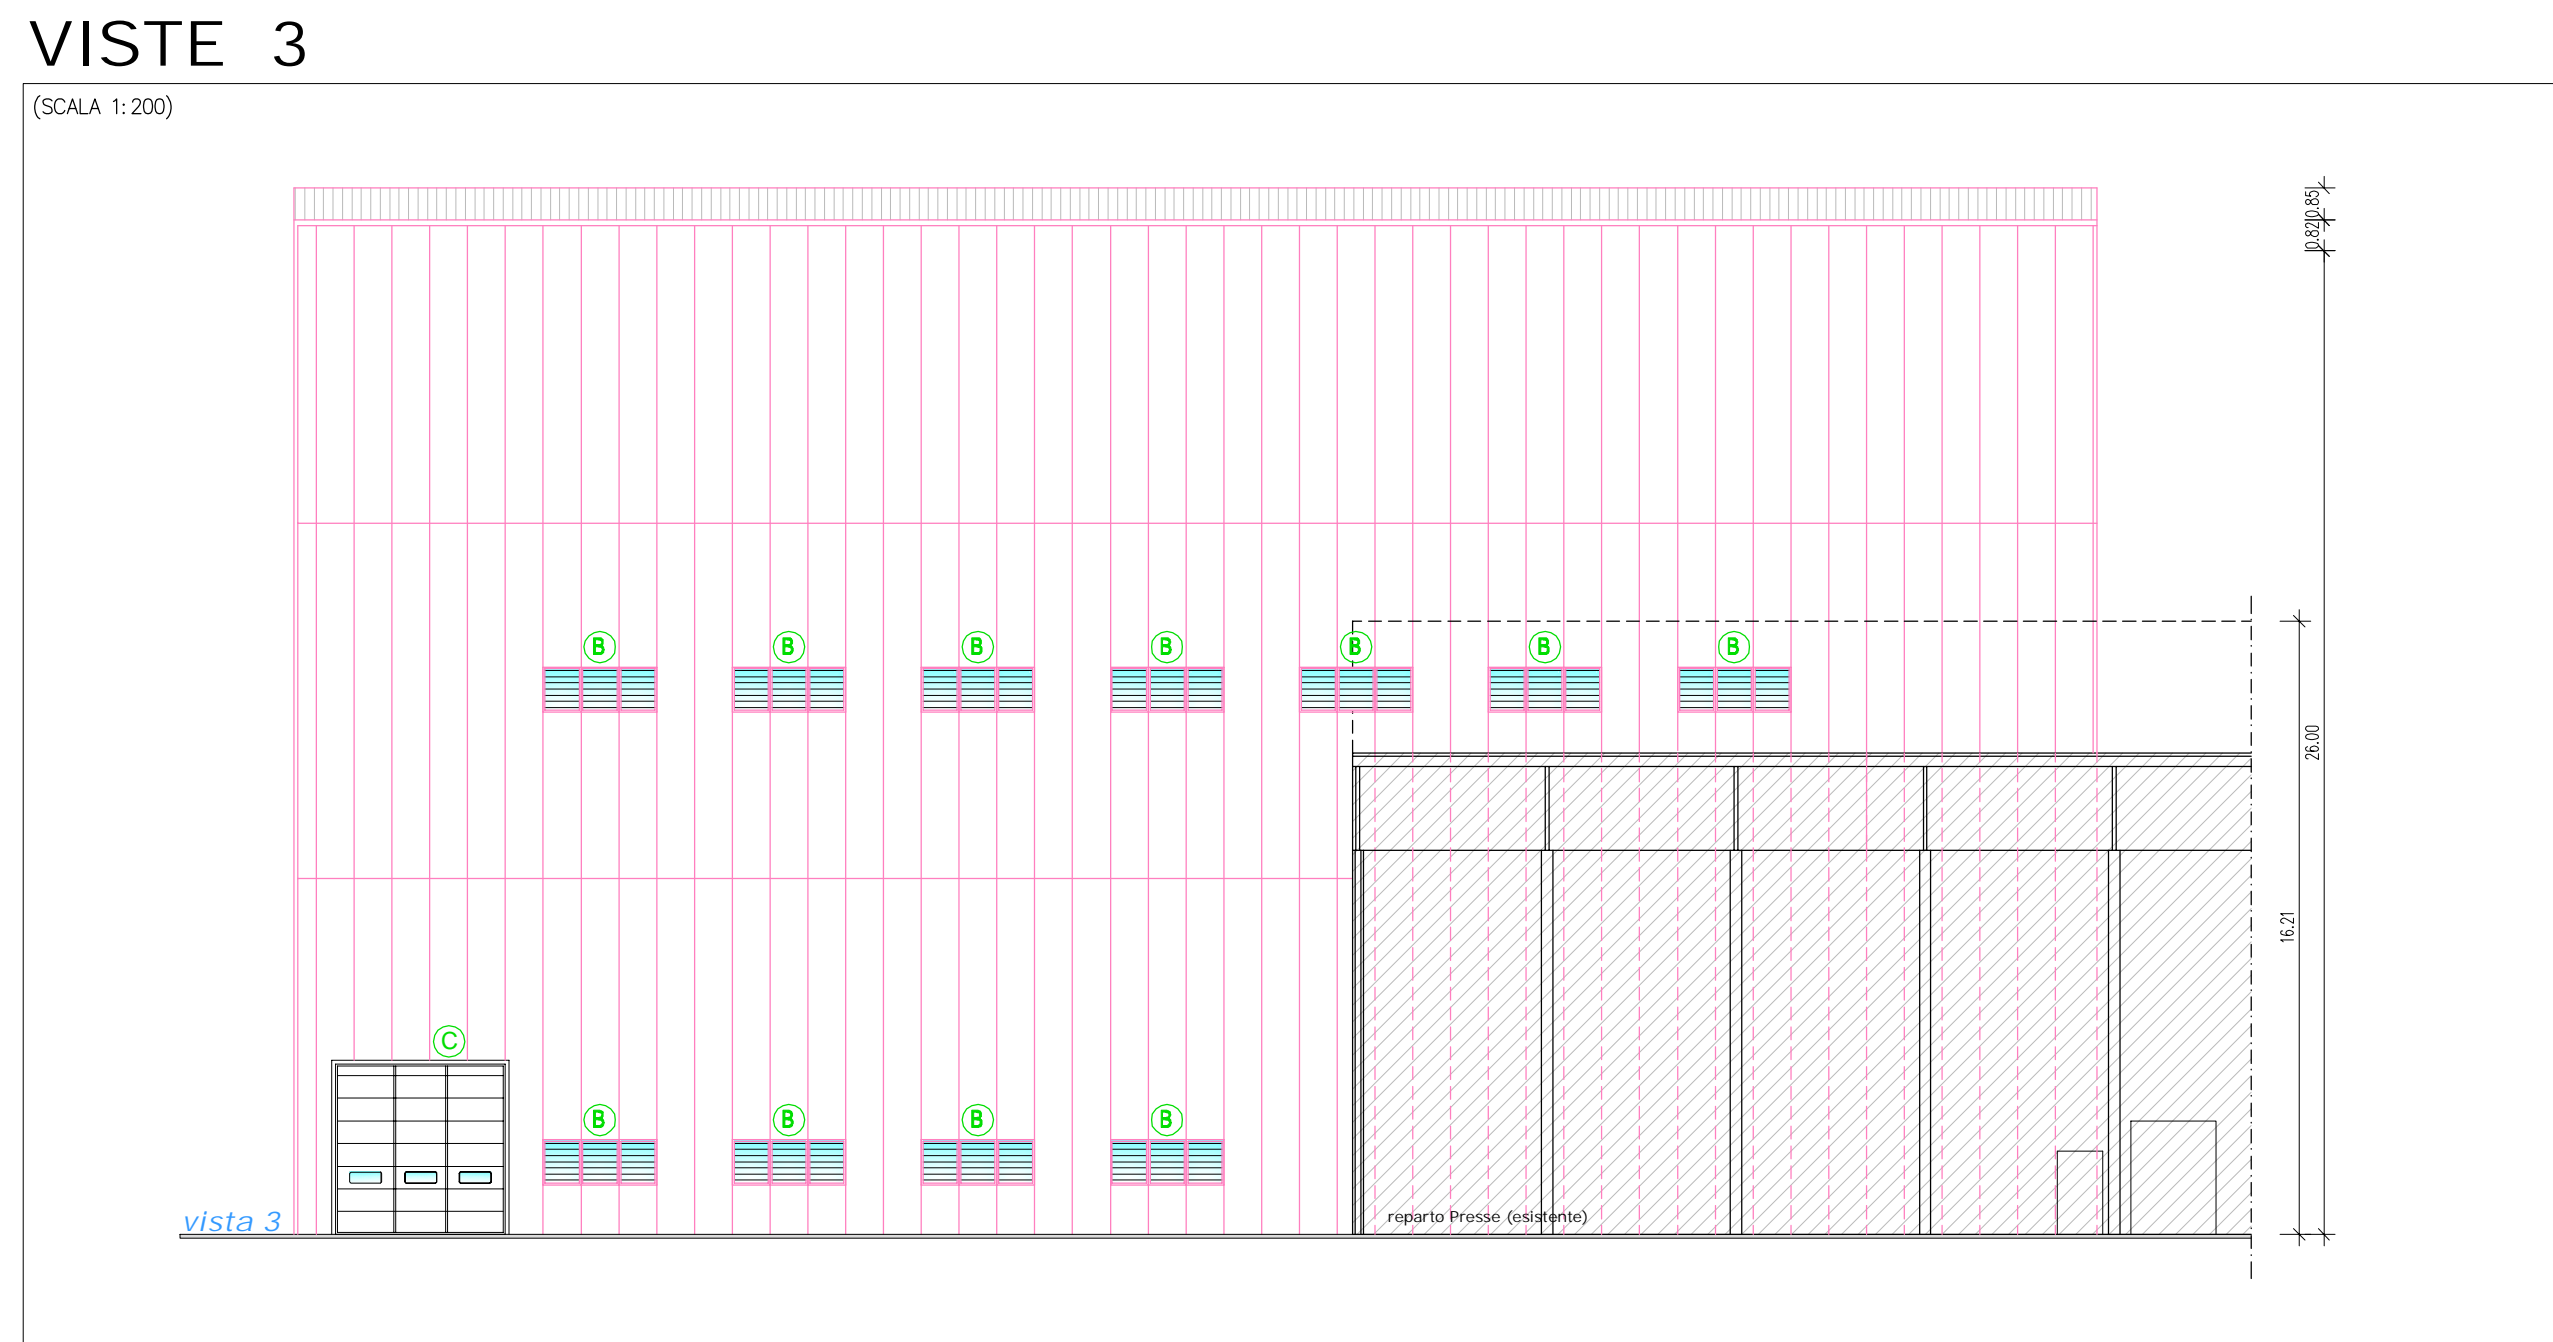 VISTE 3
(SCALA 1:200)
0.85
0.82
B B B B B B B
26.00
16.21
C
B B B B
vista 3
reparto Presse (esistente)